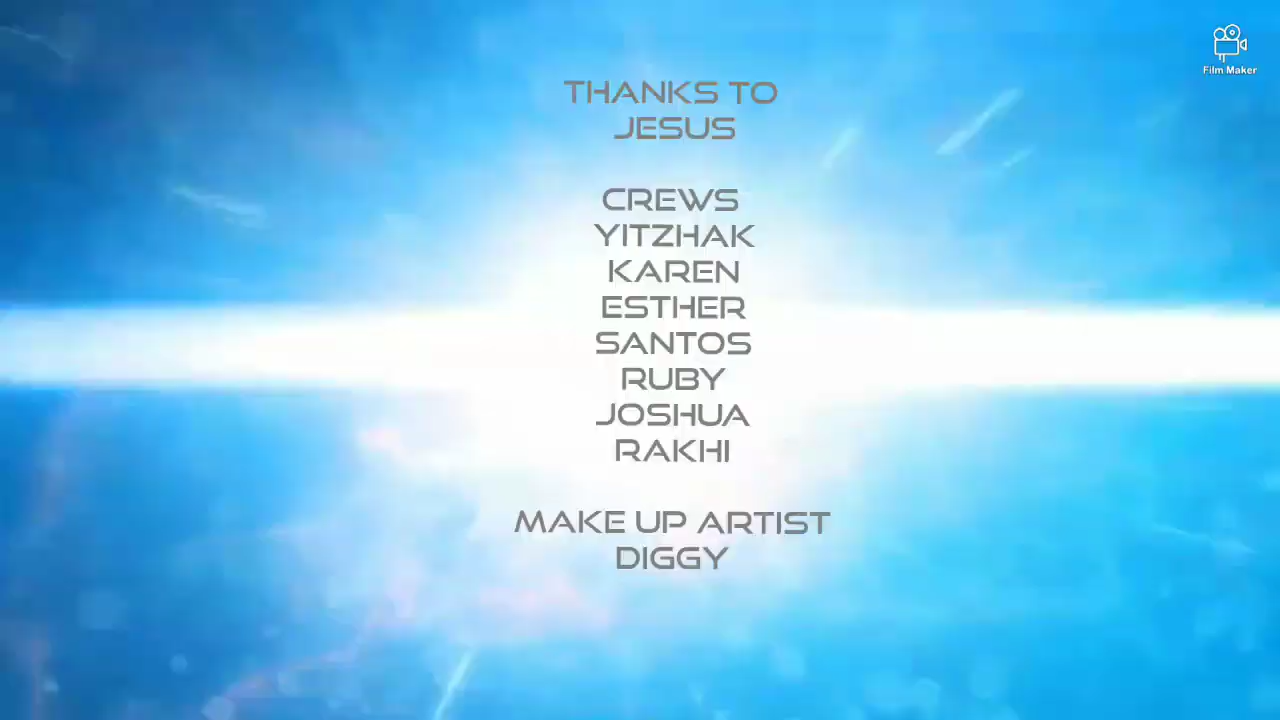 Film Maker
THANKS TO
JESUS
CREWS
YITZHAK
KAREN
ESTHER
SANTOS
RUBY
JOSHUA
RAKHI
MAKE UP ARTIST
DIGGY